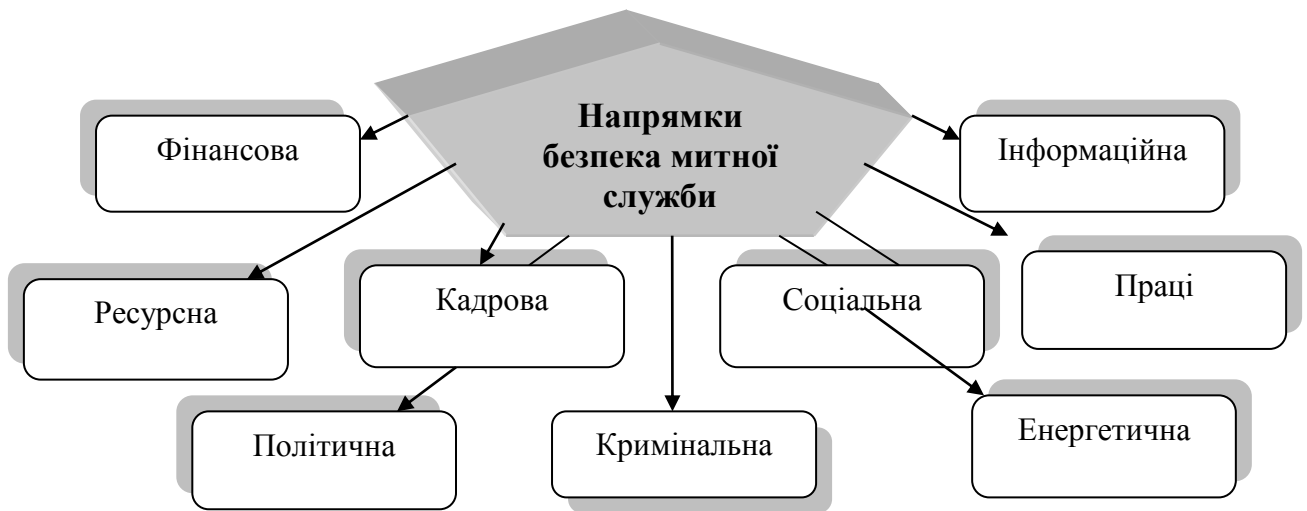 Напрямки
безпека митної
служби
Фінансова
Інформаційна
Ресурсна
Кадрова
Соціальна
Праці
Політична
Кримінальна
Енергетична